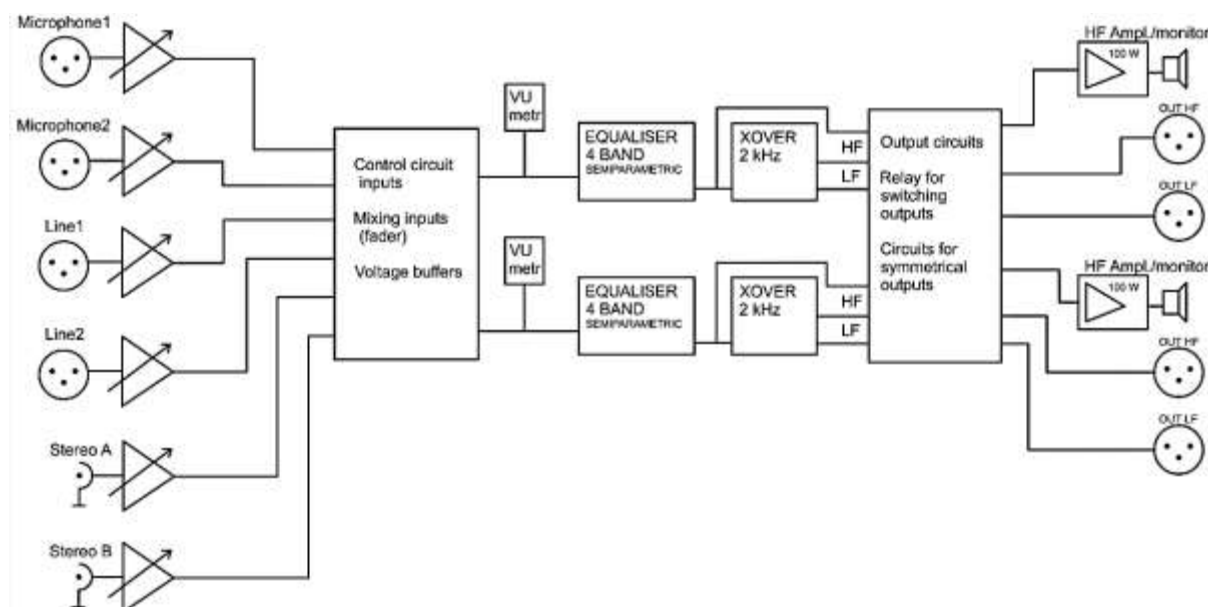 Microphone1
Microphone2
Line1
Line2
Stereo A
Stereo B
Control circuit
inputs
Mixing inputs
(fader)
Voltage buffers
VU
metr
EQUALISER
4 BAND
SEMIPARAMETRIC
XOVER
2 kHz
HF
LF
VU
metr
EQUALISER
4 BAND
SEMIPARAMETRIC
XOVER
2 kHz
HF
LF
Output circuits
Relay for
switching
outputs
Circuits for
symmetrical
outputs
HF Ampl./monitor
100 W
OUT HF
OUT LF
HF Ampl./monitor
100 W
OUT HF
OUT LF